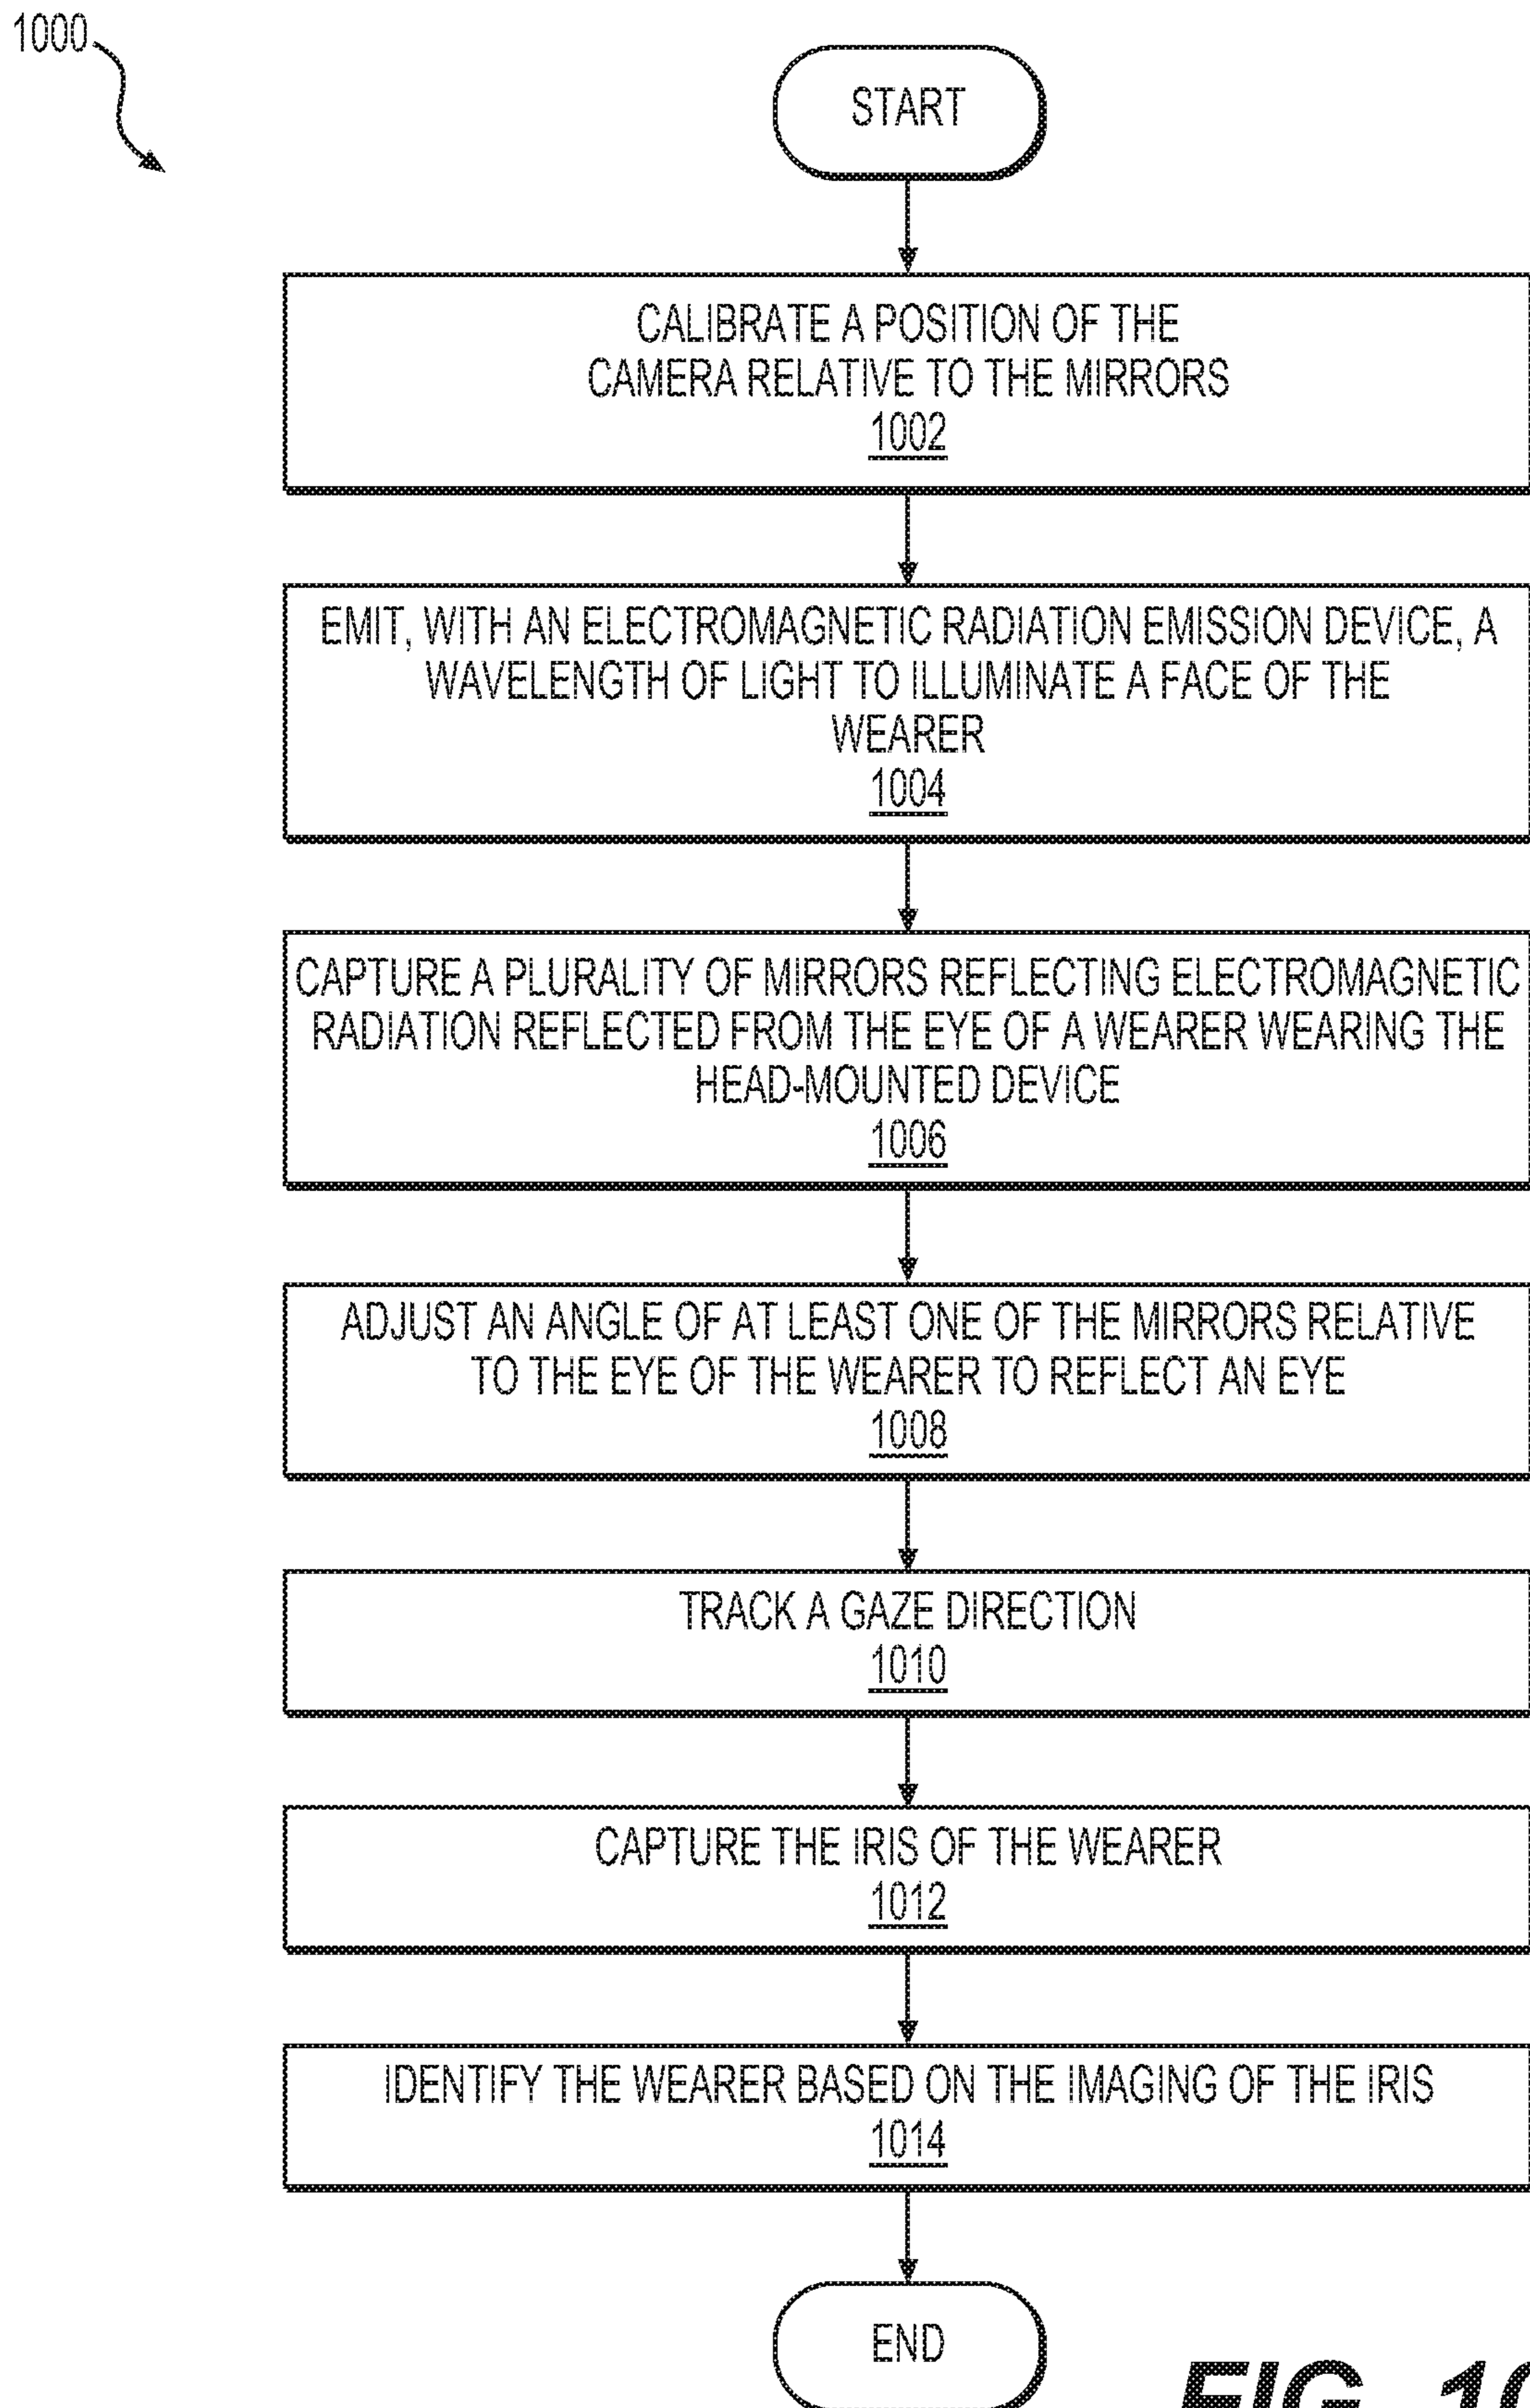 1000
START
CALIBRATE A POSITION OF THE
CAMERA RELATIVE TO THE MIRRORS
1002
EMIT, WITH AN ELECTROMAGNETIC RADIATION EMISSION DEVICE, A
WAVELENGTH OF LIGHT TO ILLUMINATE A FACE OF THE
WEARER
1004
CAPTURE A PLURALITY OF MIRRORS REFLECTING ELECTROMAGNETIC
RADIATION REFLECTED FROM THE EYE OF A WEARER WEARING THE
HEAD-MOUNTED DEVICE
1006
ADJUST AN ANGLE OF AT LEAST ONE OF THE MIRRORS RELATIVE
TO THE EYE OF THE WEARER TO REFLECT AN EYE
1008
TRACK A GAZE DIRECTION
1010
CAPTURE THE IRIS OF THE WEARER
1012
IDENTIFY THE WEARER BASED ON THE IMAGING OF THE IRIS
1014
END
FIG. 10